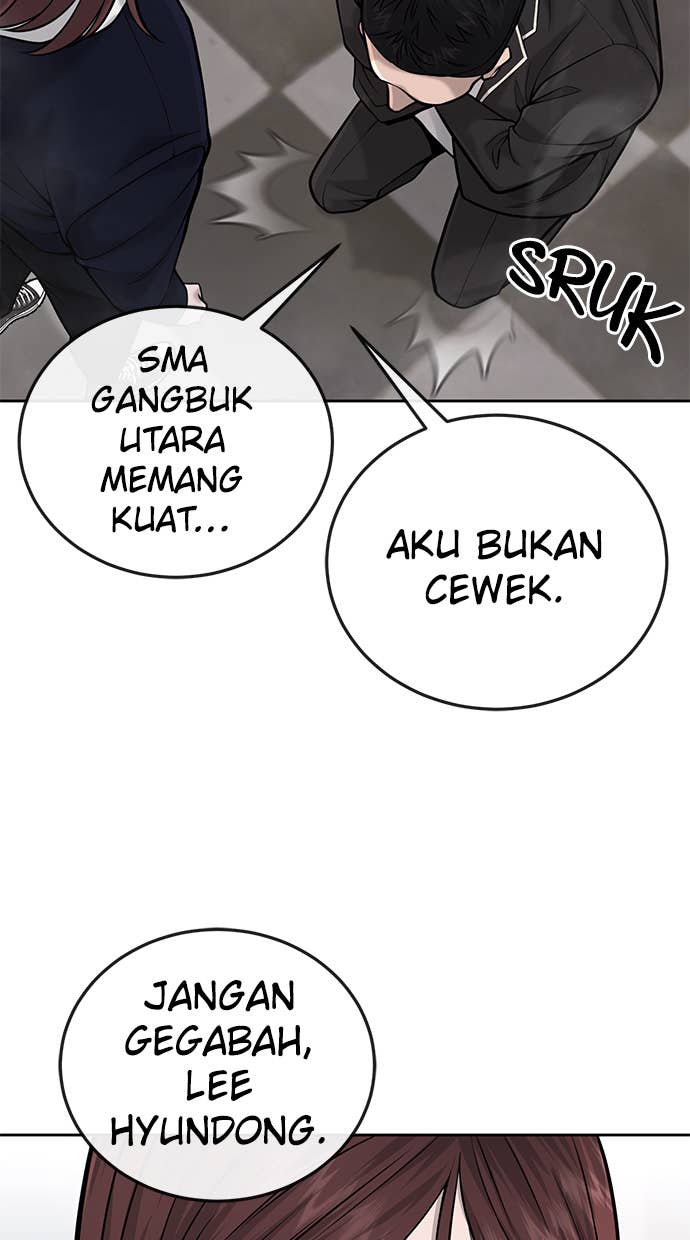 SRUK
SMA
GANGBUK
UTARA
MEMANG
KUAT...
AKU BUKAN
CEWEK.
JANGAN
GEGABAH,
LEE
HYUNDONG.